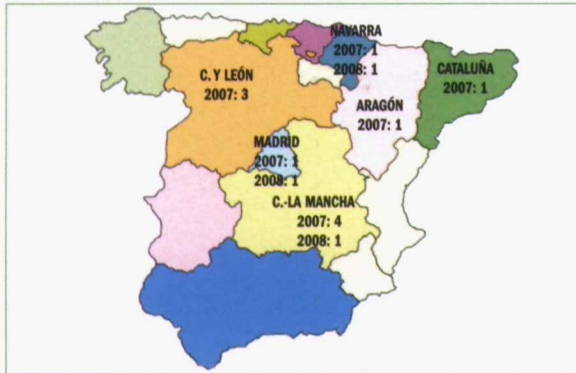 NAVARRA
2007: 1
2008: 1
C. Y LEÓN
2007: 3
CATALUÑA
2007: 1
ARAGÓN
2007: 1
MADRID
2007: 1
2008: 1
C.-LA MANCHA
2007: 4
2008: 1